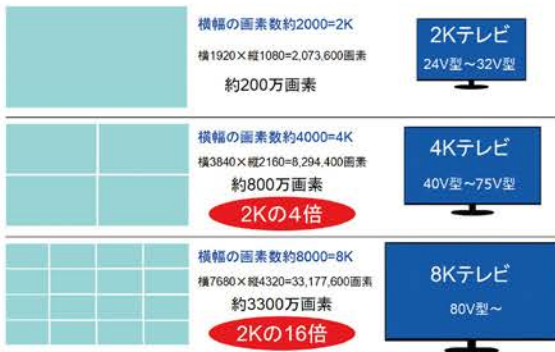 横幅の画素数約2000=2K
横1920×縦1080=2,073,600画素
約200万画素
2Kテレビ
24V型～32V型
横幅の画素数約4000=4K
横3840×縦2160=8,294,400画素
約800万画素
2Kの4倍
4Kテレビ
40V型～75V型
横幅の画素数約8000=8K
横7680×縦4320=33,177,600画素
約3300万画素
2Kの16倍
8Kテレビ
80V型～